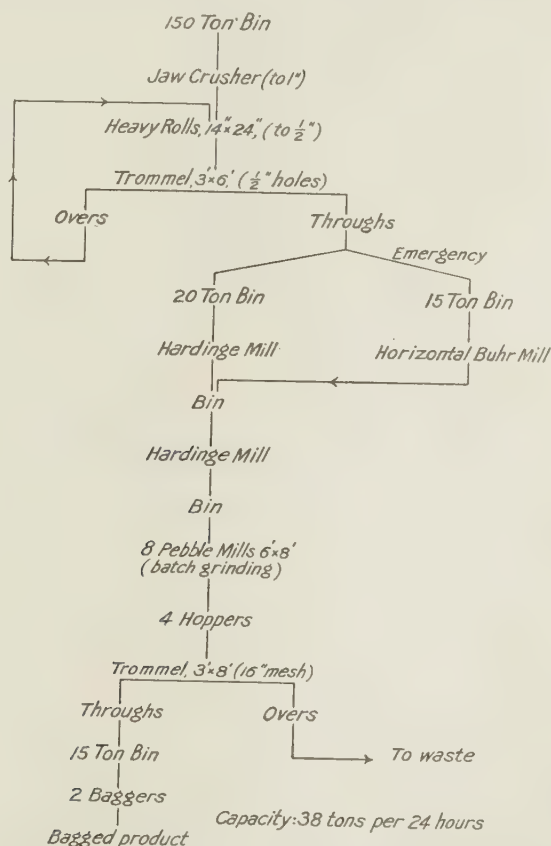 150 Ton Bin
Jaw Crusher (to 1")
Heavy Rolls, 14"x 24", (to 1/2")
Trommel, 3'x6', (1/2" holes)
Overs
Throughs
Emergency
20 Ton Bin
15 Ton Bin
Hardinge Mill
Horizontal Buhr Mill
Bin
Hardinge Mill
Bin
8 Pebble Mills 6'x8'
(batch grinding)
4 Hoppers
Trommel, 3'x8' (16" mesh)
Throughs
Overs
15 Ton Bin
To waste
2 Baggers
Capacity: 38 tons per 24 hours
Bagged product